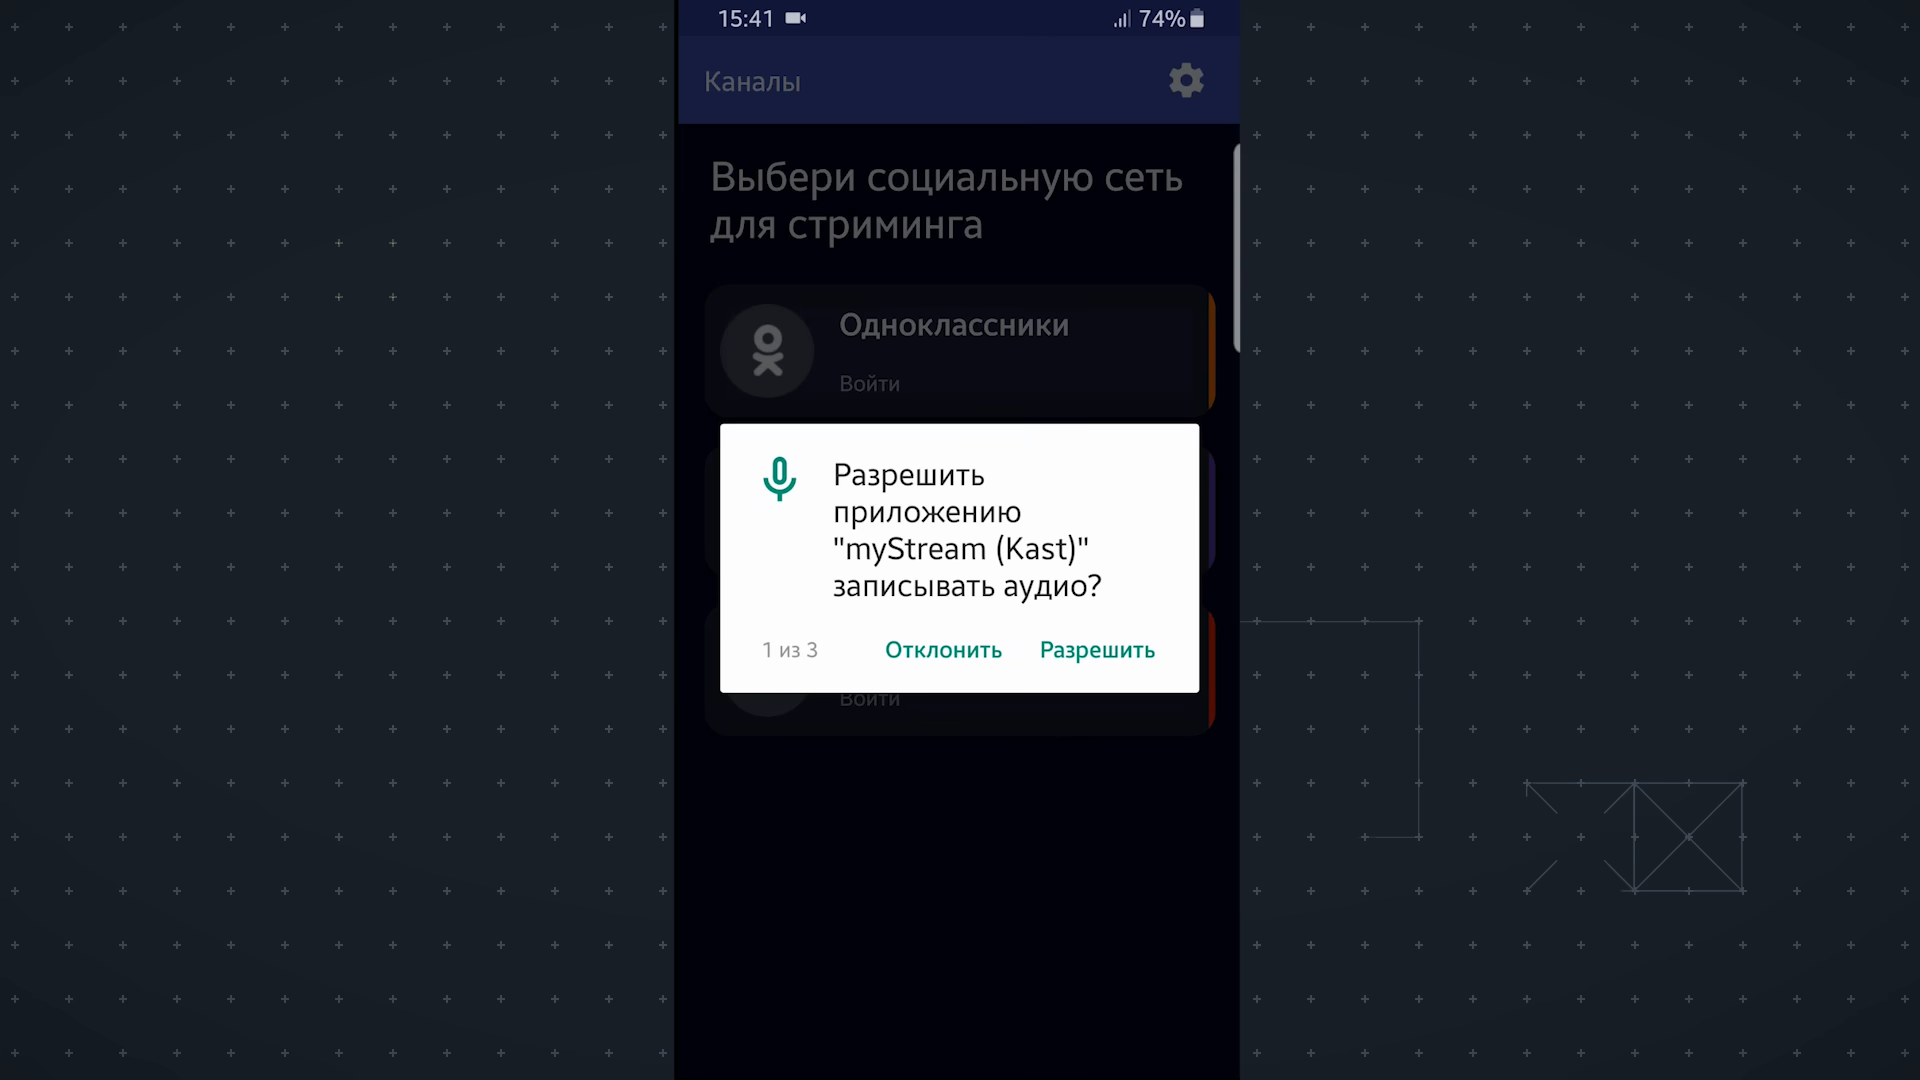 15:41
74%
Каналы
Выбери социальную сеть
для стриминга
Одноклассники
Войти
Разрешить
приложению
"myStream (Kast)"
записывать аудио?
1 из 3
Отклонить
Разрешить
Войти